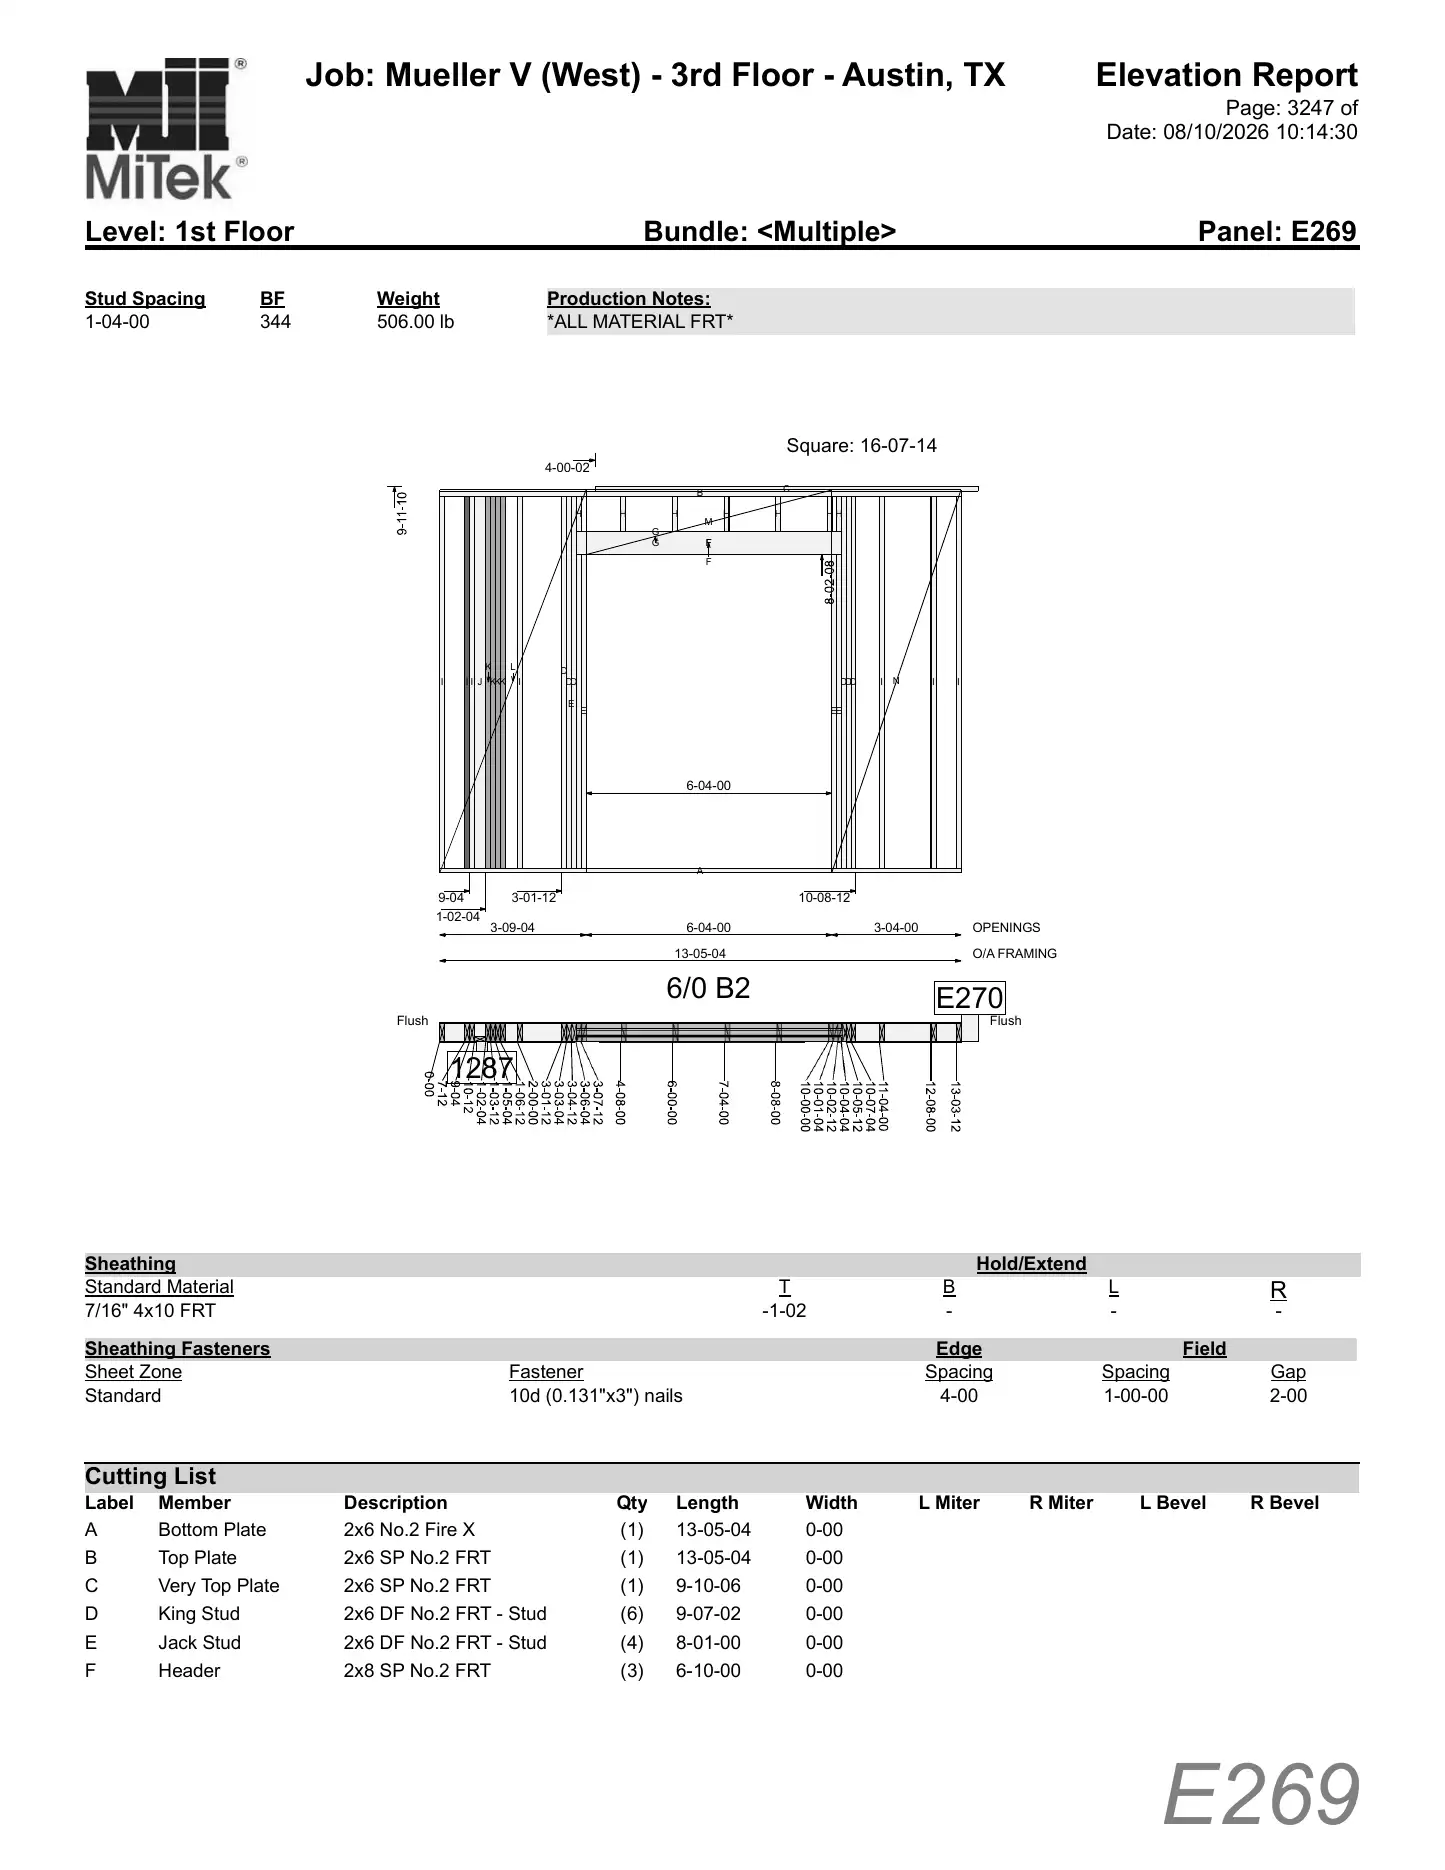 Job: Mueller V (West) - 3rd Floor - Austin, TX
Elevation Report
Page: 3247 of
Date: 08/10/2026 10:14:30
MiTek
Level: 1st Floor Bundle: <Multiple> Panel: E269
Stud Spacing BF Weight Production Notes:
1-04-00 344 506.00 lb *ALL MATERIAL FRT*
Square: 16-07-14
4-00-02
C
B
9-11-10
M
G
G E
F
8-02-08
K L
D
I I I J K K K K I D D I N I I
E
E E E
6-04-00
A
9-04 3-01-12 10-08-12
1-02-04
3-09-04 6-04-00 3-04-00 OPENINGS
13-05-04 O/A FRAMING
6/0 B2
E270
Flush Flush
1287
0-00
7-12
9-04
10-12
1-02-04
1-03-12
1-05-04
1-06-12
2-00-00
3-01-12
3-03-04
3-04-12
3-06-04
3-07-12
4-08-00
6-00-00
7-04-00
8-08-00
10-00-00
10-01-04
10-02-12
10-04-04
10-05-12
10-07-04
11-04-00
12-08-00
13-03-12
Sheathing Hold/Extend
Standard Material T B L R
7/16" 4x10 FRT -1-02 - - -
Sheathing Fasteners Edge Field
Sheet Zone Fastener Spacing Spacing Gap
Standard 10d (0.131"x3") nails 4-00 1-00-00 2-00
Cutting List
Label Member Description Qty Length Width L Miter R Miter L Bevel R Bevel
A Bottom Plate 2x6 No.2 Fire X (1) 13-05-04 0-00
B Top Plate 2x6 SP No.2 FRT (1) 13-05-04 0-00
C Very Top Plate 2x6 SP No.2 FRT (1) 9-10-06 0-00
D King Stud 2x6 DF No.2 FRT - Stud (6) 9-07-02 0-00
E Jack Stud 2x6 DF No.2 FRT - Stud (4) 8-01-00 0-00
F Header 2x8 SP No.2 FRT (3) 6-10-00 0-00
E269